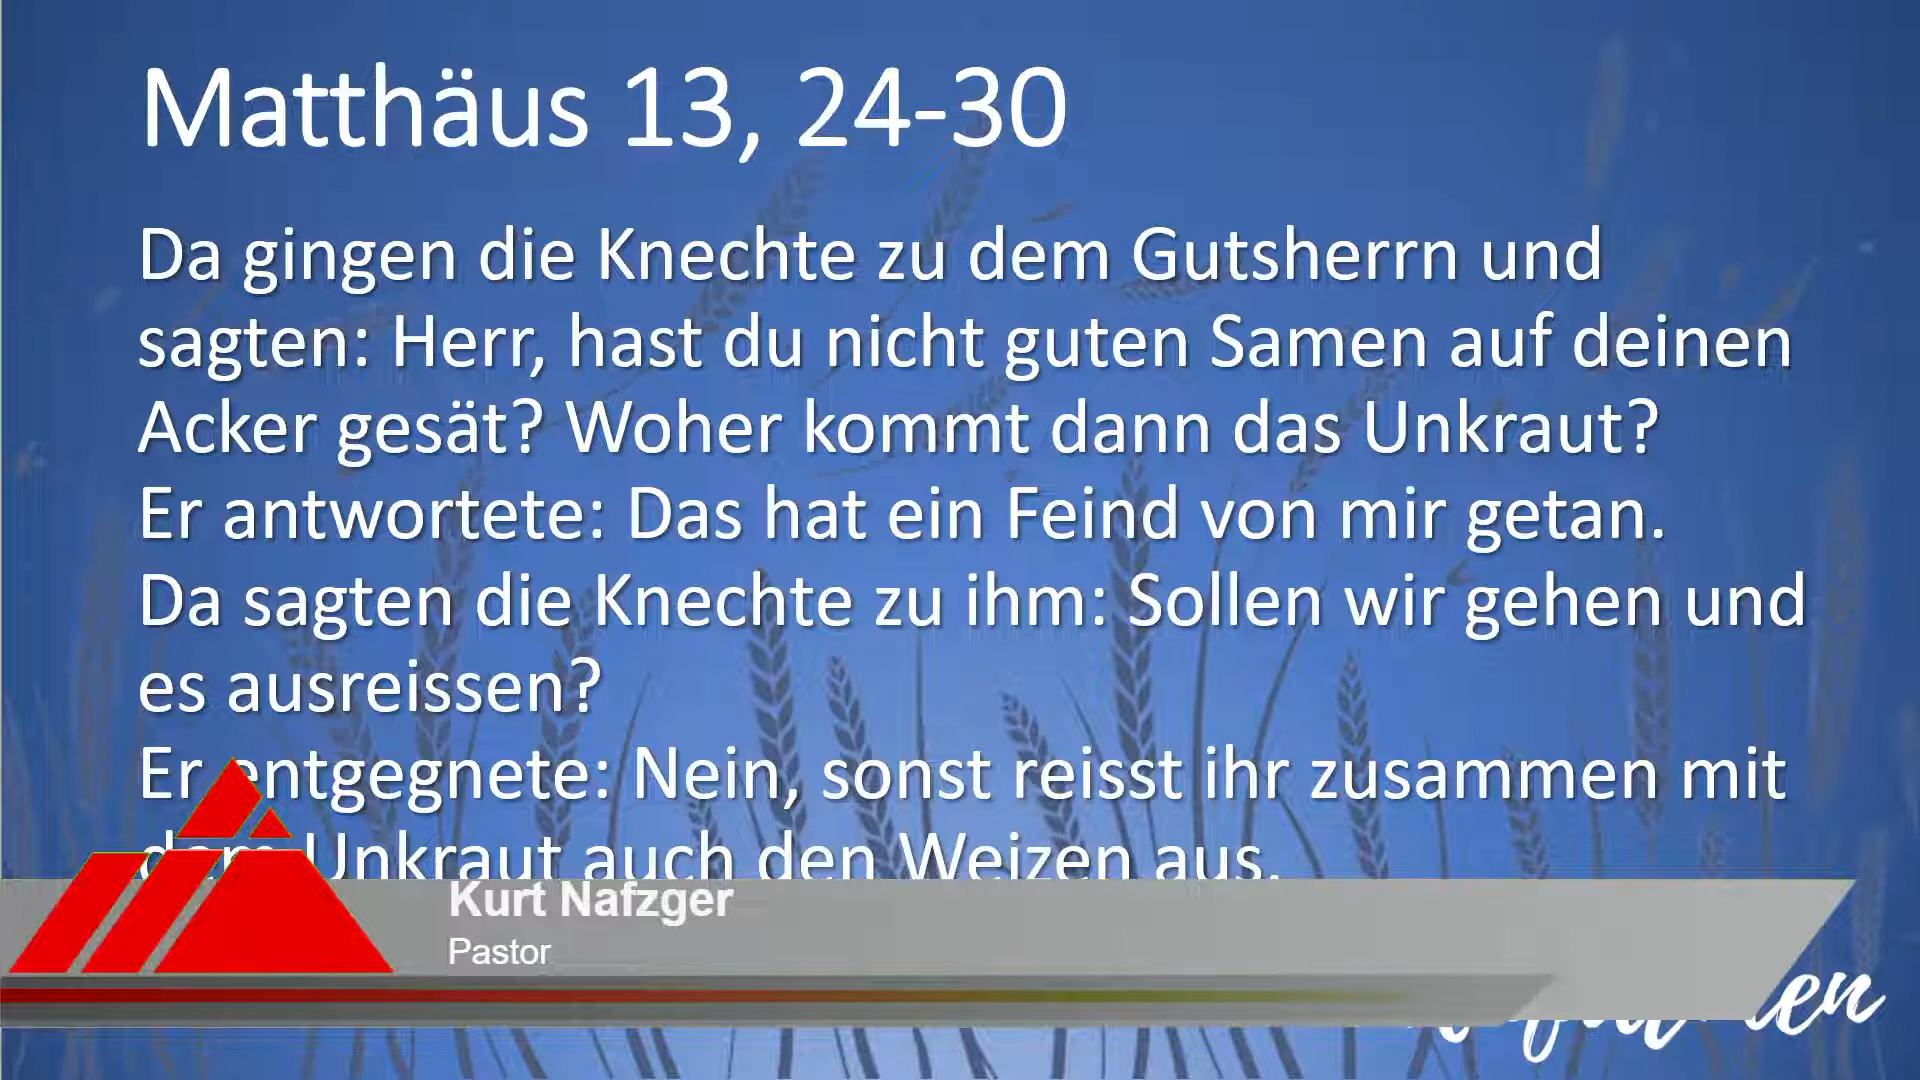 Matthäus 13, 24-30
Da gingen die Knechte zu dem Gutsherrn und
sagten: Herr, hast du nicht guten Samen auf deinen
Acker gesät? Woher kommt dann das Unkraut?
Er antwortete: Das hat ein Feind von mir getan.
Da sagten die Knechte zu ihm: Sollen wir gehen und
es ausreissen?
Er entgegnete: Nein, sonst reisst ihr zusammen mit
dem Unkraut auch den Weizen aus.
Kurt Nafzger
Pastor